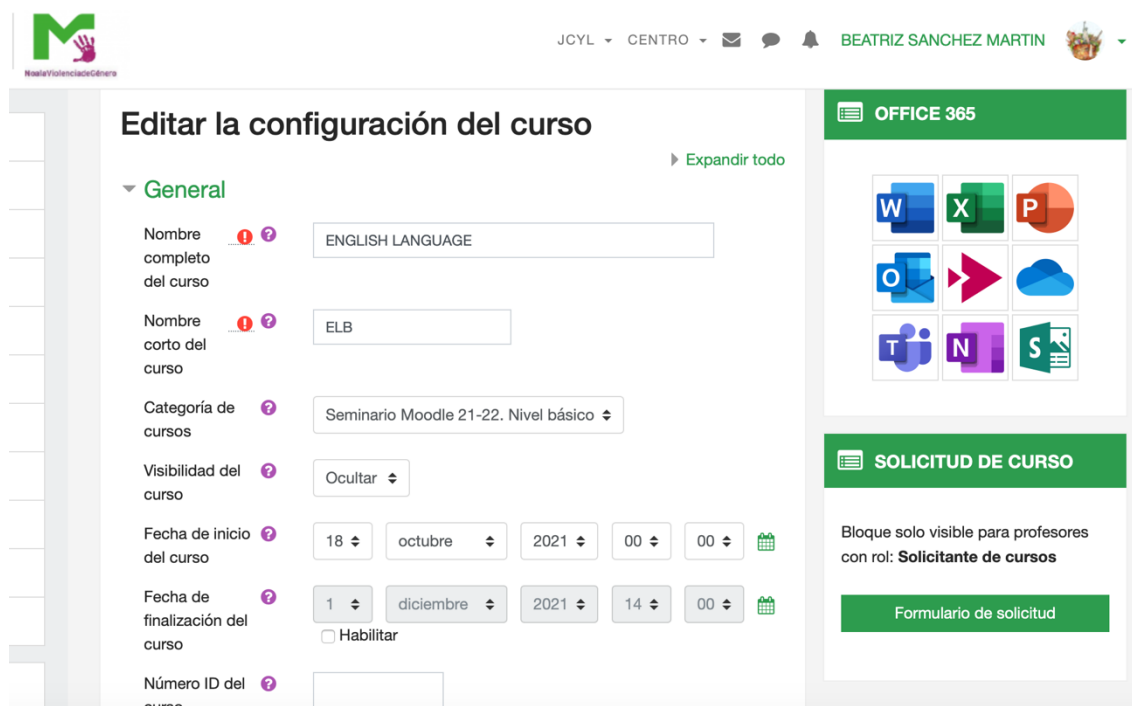 NoalaViolenciadeGénero
JCYL CENTRO BEATRIZ SANCHEZ MARTIN
Editar la configuración del curso
Expandir todo
General
Nombre completo del curso
ENGLISH LANGUAGE
Nombre corto del curso
ELB
Categoría de cursos
Seminario Moodle 21-22. Nivel básico
Visibilidad del curso
Ocultar
Fecha de inicio del curso
18 octubre 2021 00 00
Fecha de finalización del curso
1 diciembre 2021 14 00
Habilitar
Número ID del
OFFICE 365
W X P
O
T N S
SOLICITUD DE CURSO
Bloque solo visible para profesores
con rol: Solicitante de cursos
Formulario de solicitud